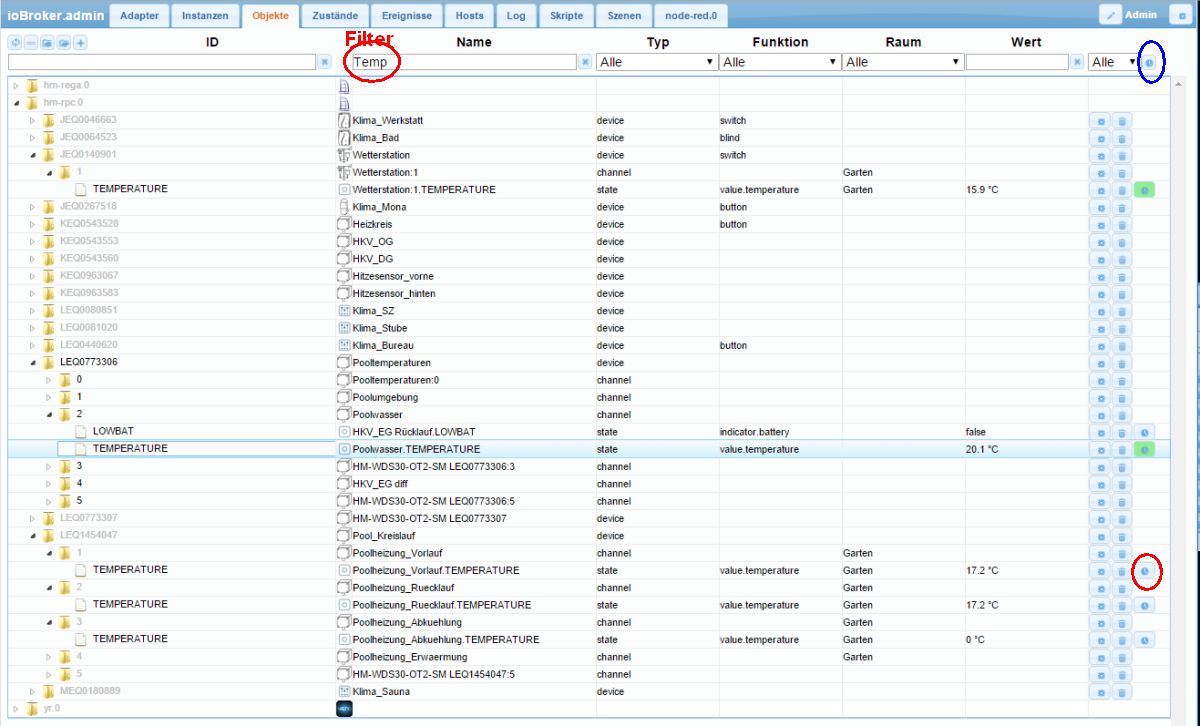 ioBroker.admin Adapter Instanzen Objekte Zustände Ereignisse Hosts Log Skripte Szenen node-red.0 Admin
Filter
ID Name Typ Funktion Raum Wert
Temp Alle Alle Alle Alle
hm-rega.0
hm-rpc.0
JEQ0046663 Klima_Werkstatt device switch
JEQ0064523 Klima_Bad device blind
JEQ0140901 Wetterstation device switch
1 Wetterstation:1 channel Garten
TEMPERATURE Wetterstation:1.TEMPERATURE state value.temperature Garten 15.9 °C
JEQ0267518 Klima_Mona device button
KEQ0543528 Heizkreis device button
KEQ0543553 HKV_OG device
KEQ0543560 HKV_DG device
KEQ0963067 Hitzesensor_vorne device
KEQ0963583 Hitzesensor_hinten device
LEQ0080851 Klima_SZ device
LEQ0081020 Klima_Stube device
LEQ0440620 Klima_Bureau device button
LEQ0773306 Pooltemperaturen device
0 Pooltemperaturen:0 channel
1 Poolumgebung channel
2 Poolwasser channel
LOWBAT HKV_EG Rücklauf.LOWBAT state indicator.battery false
TEMPERATURE Poolwasser.TEMPERATURE state value.temperature 20.1 °C
3 HM-WDS30-OT2-SM LEQ0773306:3 channel
4 HKV_EG diff channel
5 HM-WDS30-OT2-SM LEQ0773306:5 channel
LEQ0773307 HM-WDS30-OT2-SM LEQ0773307 device
LEQ1454047 Pool_Kreislauf device
1 Poolheizung_Vorlauf channel Garten
TEMPERATURE Poolheizung_Vorlauf.TEMPERATURE state value.temperature Garten 17.2 °C
2 Poolheizung_Ruecklauf channel Garten
TEMPERATURE Poolheizung_Ruecklauf.TEMPERATURE state value.temperature Garten 17.2 °C
3 Poolheizung_Abkuehlung channel Garten
TEMPERATURE Poolheizung_Abkuehlung.TEMPERATURE state value.temperature Garten 0 °C
4 Poolheizung_Erwaermung channel Garten
5 HM-WDS30-OT2-SM LEQ1454047:5 channel
MEQ0180889 Klima_Sauna device
yr.0